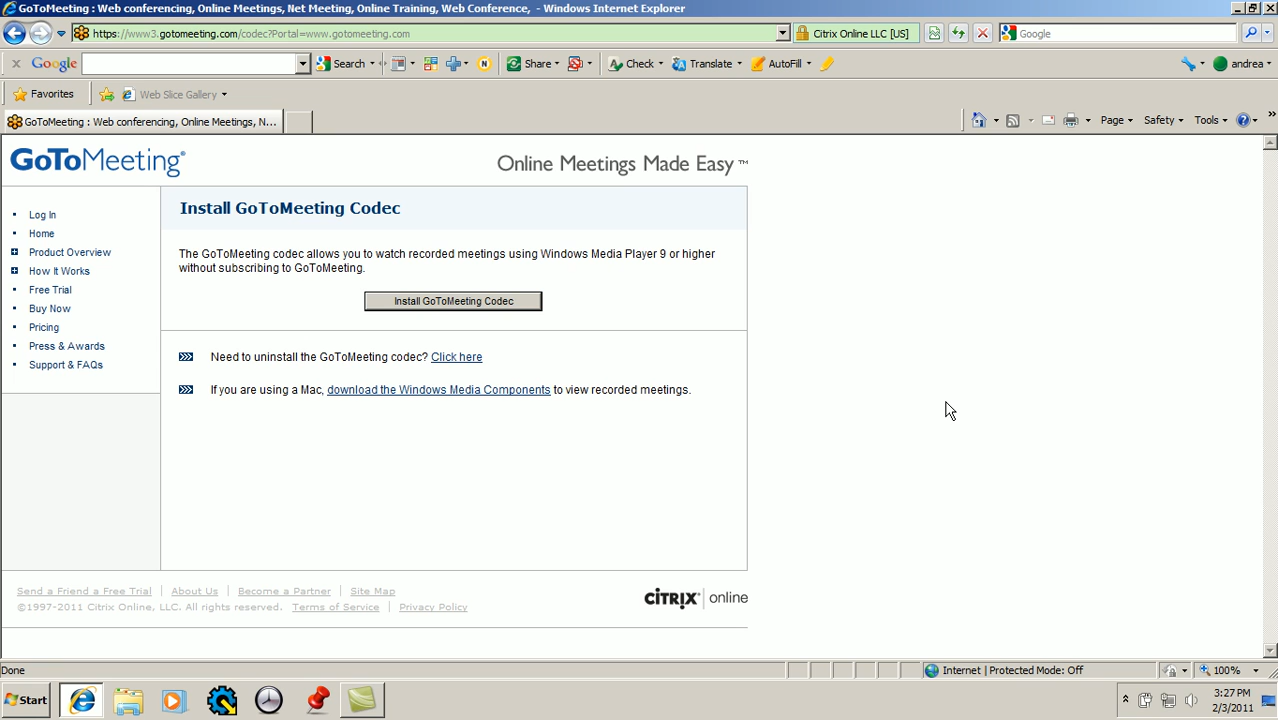 GoToMeeting : Web conferencing, Online Meetings, Net Meeting, Online Training, Web Conference, - Windows Internet Explorer
https://www3.gotomeeting.com/codec?Portal=www.gotomeeting.com
Citrix Online LLC [US]
Google
Google
Search
Share
Check
Translate
AutoFill
andrea
Favorites
Web Slice Gallery
GoToMeeting : Web conferencing, Online Meetings, N...
Page
Safety
Tools
GoToMeeting®
Online Meetings Made Easy ™
Log In
Home
Product Overview
How It Works
Free Trial
Buy Now
Pricing
Press & Awards
Support & FAQs
Install GoToMeeting Codec
The GoToMeeting codec allows you to watch recorded meetings using Windows Media Player 9 or higher
without subscribing to GoToMeeting.
Install GoToMeeting Codec
Need to uninstall the GoToMeeting codec? Click here
If you are using a Mac, download the Windows Media Components to view recorded meetings.
Send a Friend a Free Trial | About Us | Become a Partner | Site Map
©1997-2011 Citrix Online, LLC. All rights reserved. Terms of Service | Privacy Policy
CİTRIX® | online
Done
Internet | Protected Mode: Off
100%
Start
3:27 PM
2/3/2011